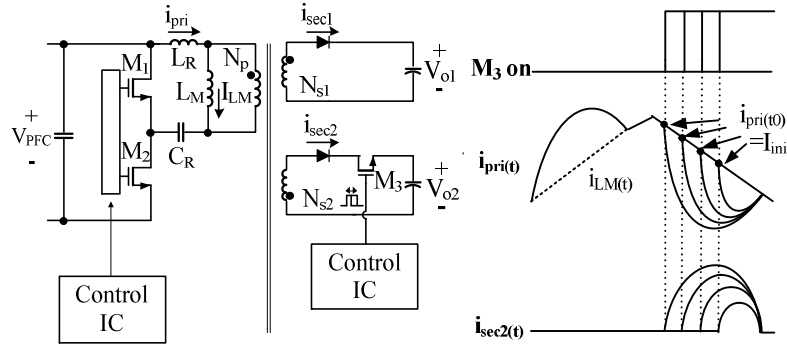 i_pri
L_R
N_p
M_1
L_M
I_LM
+
V_PFC
-
C_R
M_2
Control
IC
i_sec1
N_s1
+
V_o1
-
i_sec2
M_3
N_s2
+
V_o2
-
Control
IC
M_3 on
i_pri(t0)
=I_ini
i_pri(t)
i_LM(t)
i_sec2(t)